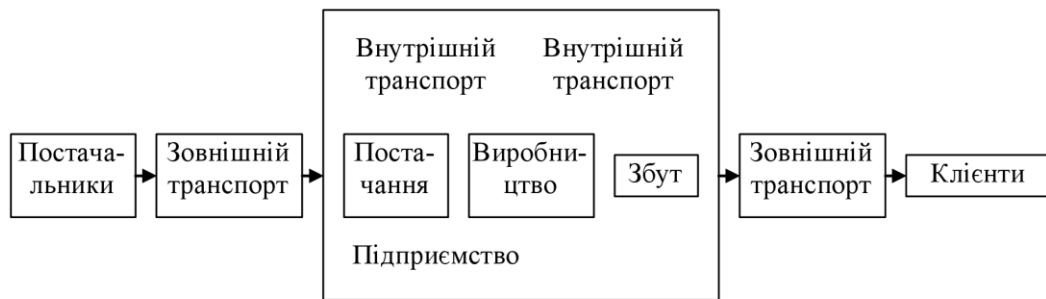 Внутрішній Внутрішній
транспорт транспорт
Постача-
льники
Зовнішній
транспорт
Поста-
чання
Виробни-
цтво
Збут
Зовнішній
транспорт
Клієнти
Підприємство